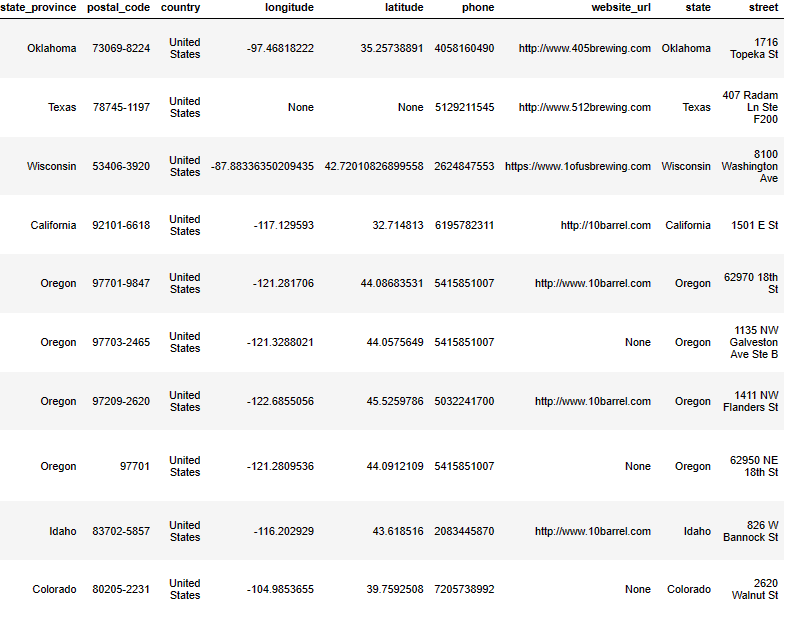 state_province postal_code country longitude latitude phone website_url state street
Oklahoma 73069-8224 United States -97.46818222 35.25738891 4058160490 http://www.405brewing.com Oklahoma 1716 Topeka St
Texas 78745-1197 United States None None 5129211545 http://www.512brewing.com Texas 407 Radam Ln Ste F200
Wisconsin 53406-3920 United States -87.88336350209435 42.72010826899558 2624847553 https://www.1ofusbrewing.com Wisconsin 8100 Washington Ave
California 92101-6618 United States -117.129593 32.714813 6195782311 http://10barrel.com California 1501 E St
Oregon 97701-9847 United States -121.281706 44.08683531 5415851007 http://www.10barrel.com Oregon 62970 18th St
Oregon 97703-2465 United States -121.3288021 44.0575649 5415851007 None Oregon 1135 NW Galveston Ave Ste B
Oregon 97209-2620 United States -122.6855056 45.5259786 5032241700 http://www.10barrel.com Oregon 1411 NW Flanders St
Oregon 97701 United States -121.2809536 44.0912109 5415851007 None Oregon 62950 NE 18th St
Idaho 83702-5857 United States -116.202929 43.618516 2083445870 http://www.10barrel.com Idaho 826 W Bannock St
Colorado 80205-2231 United States -104.9853655 39.7592508 7205738992 None Colorado 2620 Walnut St